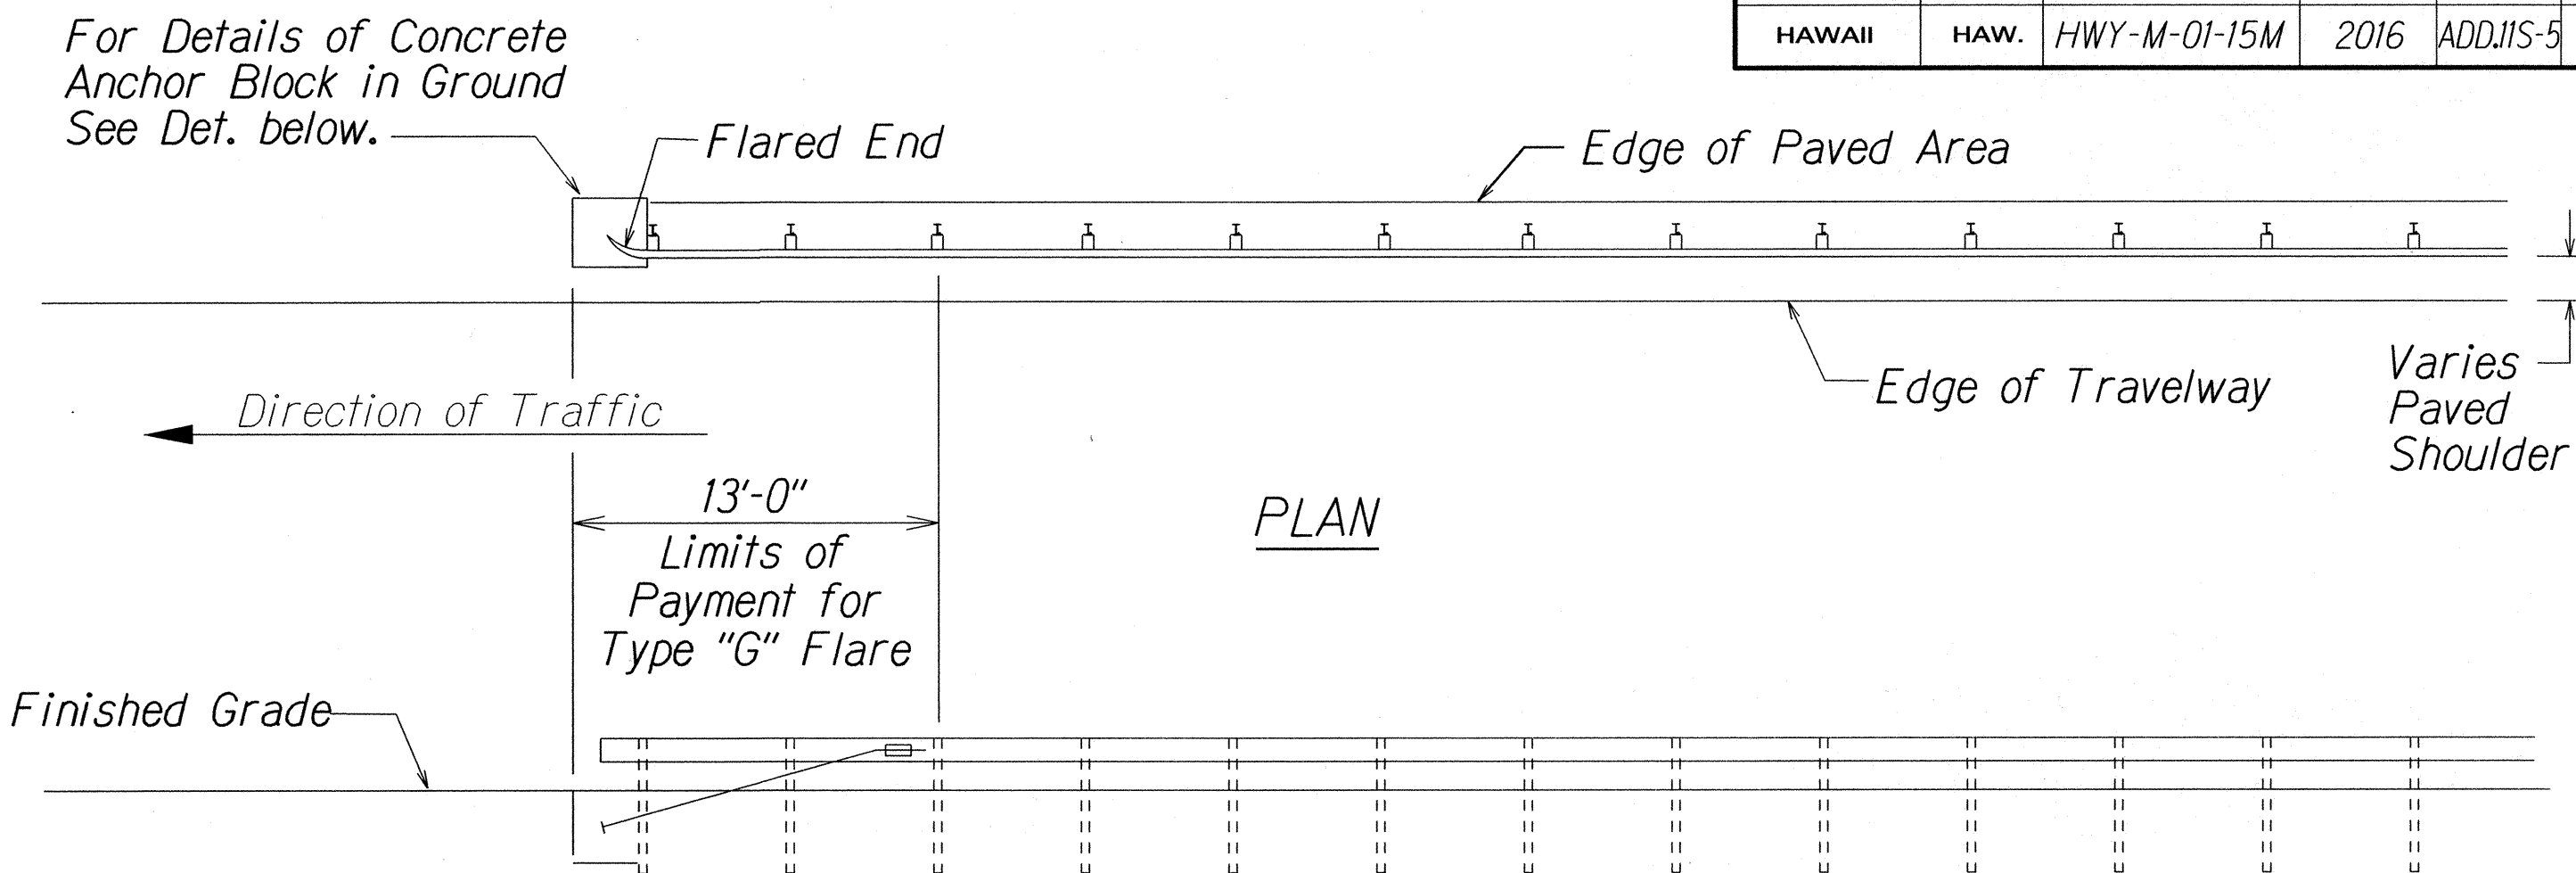 HAWAII HAW. HWY-M-01-15M 2016 ADD.11S-5
For Details of Concrete
Anchor Block in Ground
See Det. below.
Flared End
Edge of Paved Area
Direction of Traffic
Edge of Travelway
Varies
Paved
Shoulder
13'-0"
Limits of
Payment for
Type "G" Flare
PLAN
Finished Grade